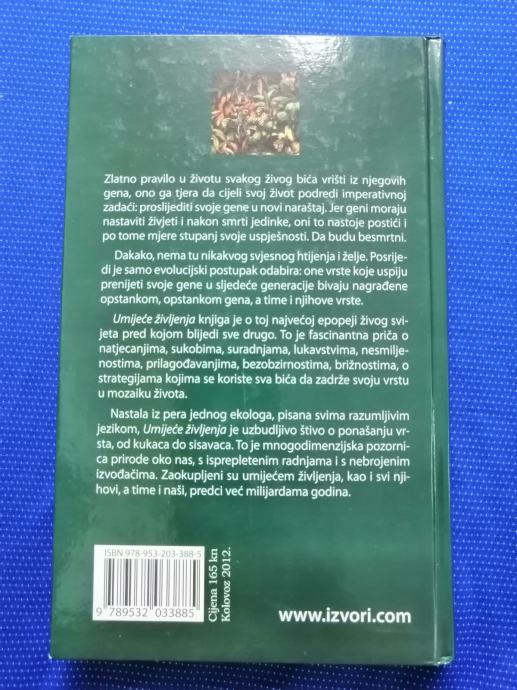 Zlatno pravilo u životu svakog živog bića vrišti iz njegovih
gena, ono ga tjera da cijeli svoj život podredi imperativnoj
zadaći: proslijediti svoje gene u novi naraštaj. Jer geni moraju
nastaviti živjeti i nakon smrti jedinke, oni to nastoje postići i
po tome mjere stupanj svoje uspješnosti. Da budu besmrtni.
Dakako, nema tu nikakvog svjesnog htijenja i želje. Posrije-
di je samo evolucijski postupak odabira: one vrste koje uspiju
prenijeti svoje gene u sljedeće generacije bivaju nagrađene
opstankom, opstankom gena, a time i njihove vrste.
Umijeće življenja knjiga je o toj najvećoj epopeji živog svi-
jeta pred kojom blijedi sve drugo. To je fascinantna priča o
natjecanjima, sukobima, suradnjama, lukavstvima, nesmilje-
nostima, prilagođavanjima, bezobzirnostima, brižnostima, o
strategijama kojima se koriste sva bića da zadrže svoju vrstu
u mozaiku života.
Nastala iz pera jednog ekologa, pisana svima razumljivim
jezikom, Umijeće življenja je uzbudljivo štivo o ponašanju vr-
sta, od kukaca do sisavaca. To je mnogodimenzijska pozorni-
ca prirode oko nas, s isprepletenim radnjama i s nebrojenim
izvođačima. Zaokupljeni su umijećem življenja, kao i svi nji-
hovi, a time i naši, predci već milijardama godina.
ISBN 978-953-203-388-5
9 789532 033885
Cijena 165 kn
Kolovoz 2012.
www.izvori.com